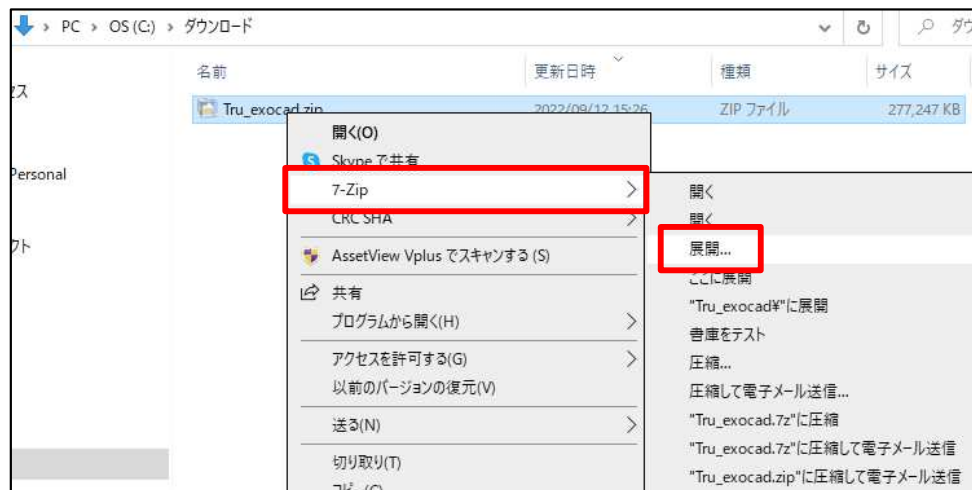 PC › OS (C:) › ダウンロード
名前 更新日時 種類 サイズ
Tru_exocad.zip 2022/09/12 15:26 ZIP ファイル 277,247 KB
Personal
開く(O)
Skype で共有
7-Zip
CRC SHA
AssetView Vplus でスキャンする (S)
共有
プログラムから開く(H)
アクセスを許可する(G)
以前のバージョンの復元(V)
送る(N)
切り取り(T)
コピー(C)
開く
開く
展開...
ここに展開
"Tru_exocad¥"に展開
書庫をテスト
圧縮...
圧縮して電子メール送信...
"Tru_exocad.7z"に圧縮
"Tru_exocad.7z"に圧縮して電子メール送信
"Tru_exocad.zip"に圧縮して電子メール送信